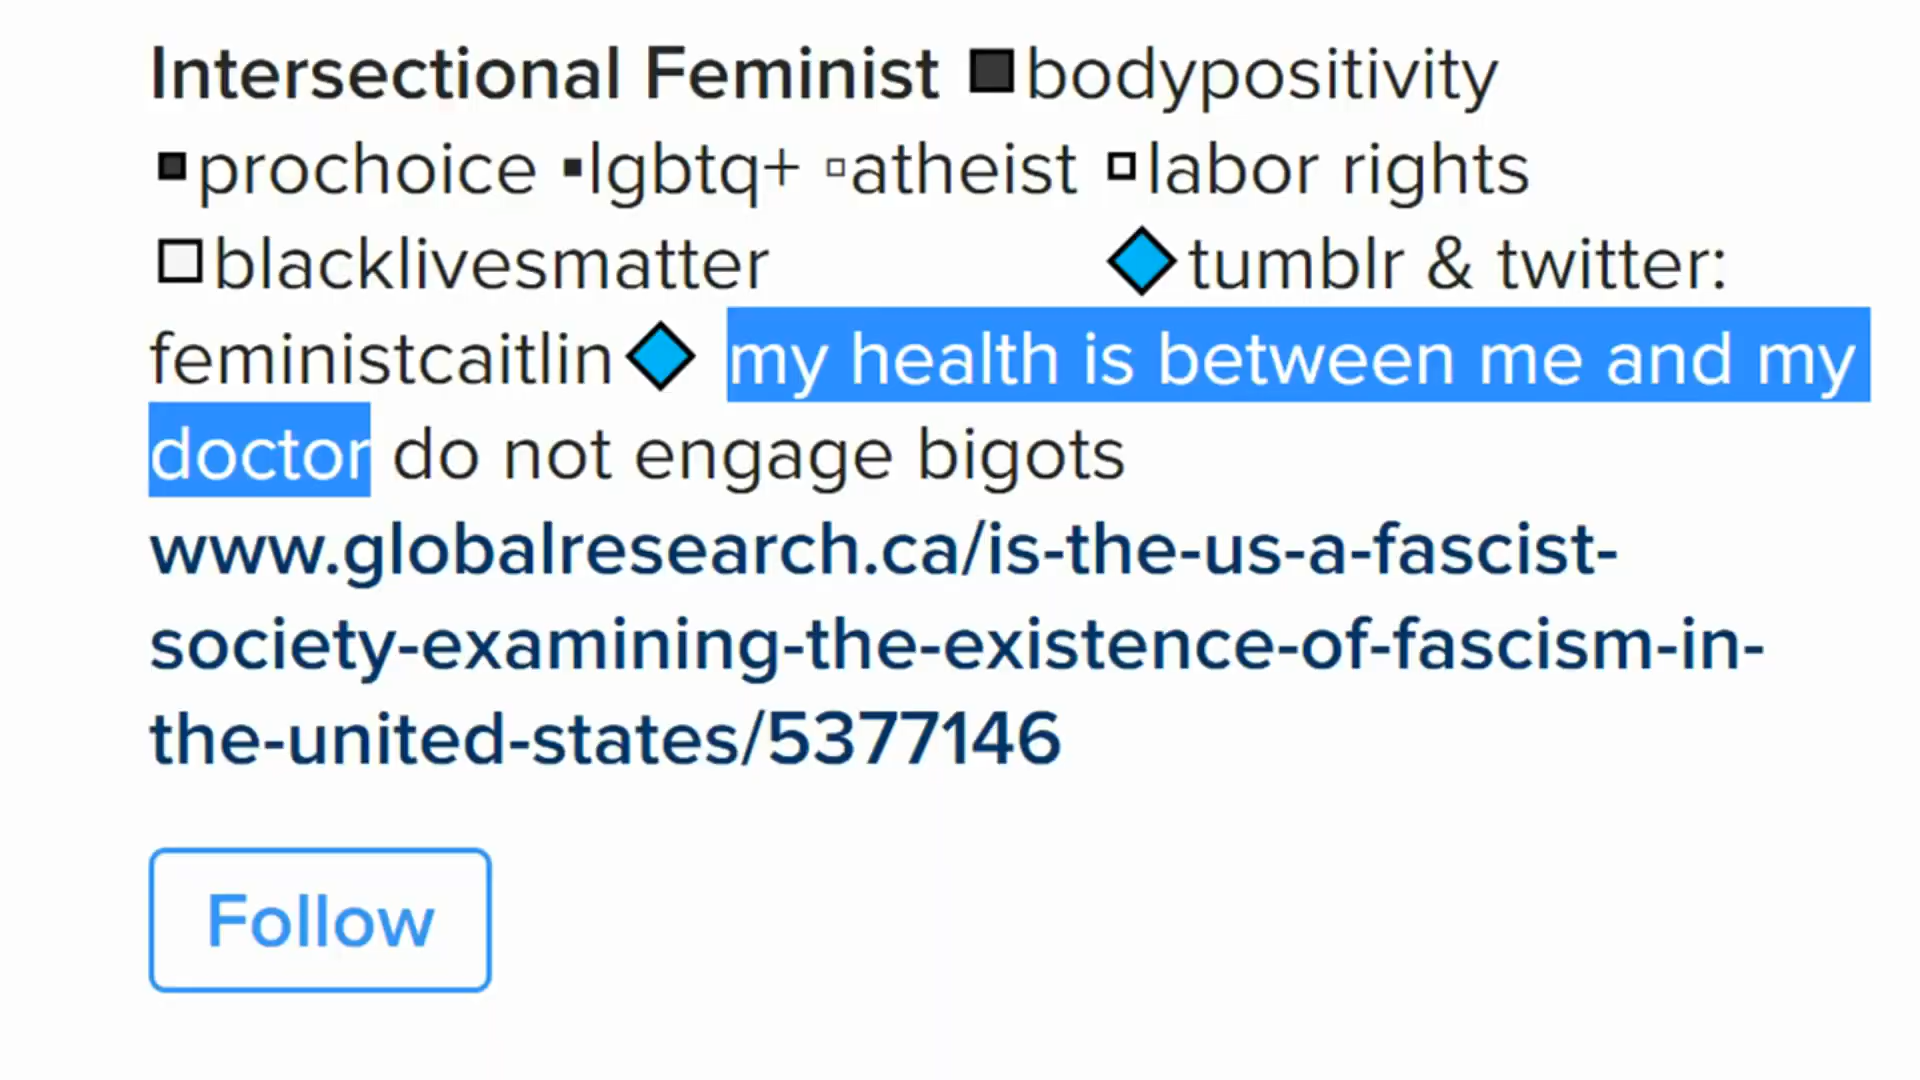 Intersectional Feminist ◼bodypositivity
◾prochoice ▪lgbtq+ ▫atheist ◽labor rights
◻blacklivesmatter 🔷tumblr & twitter:
feministcaitlin🔷 my health is between me and my
doctor do not engage bigots
www.globalresearch.ca/is-the-us-a-fascist-
society-examining-the-existence-of-fascism-in-
the-united-states/5377146
Follow